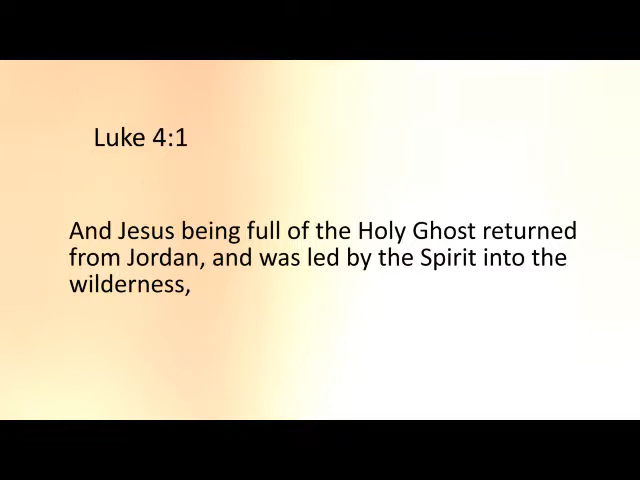 Luke 4:1
And Jesus being full of the Holy Ghost returned
from Jordan, and was led by the Spirit into the
wilderness,